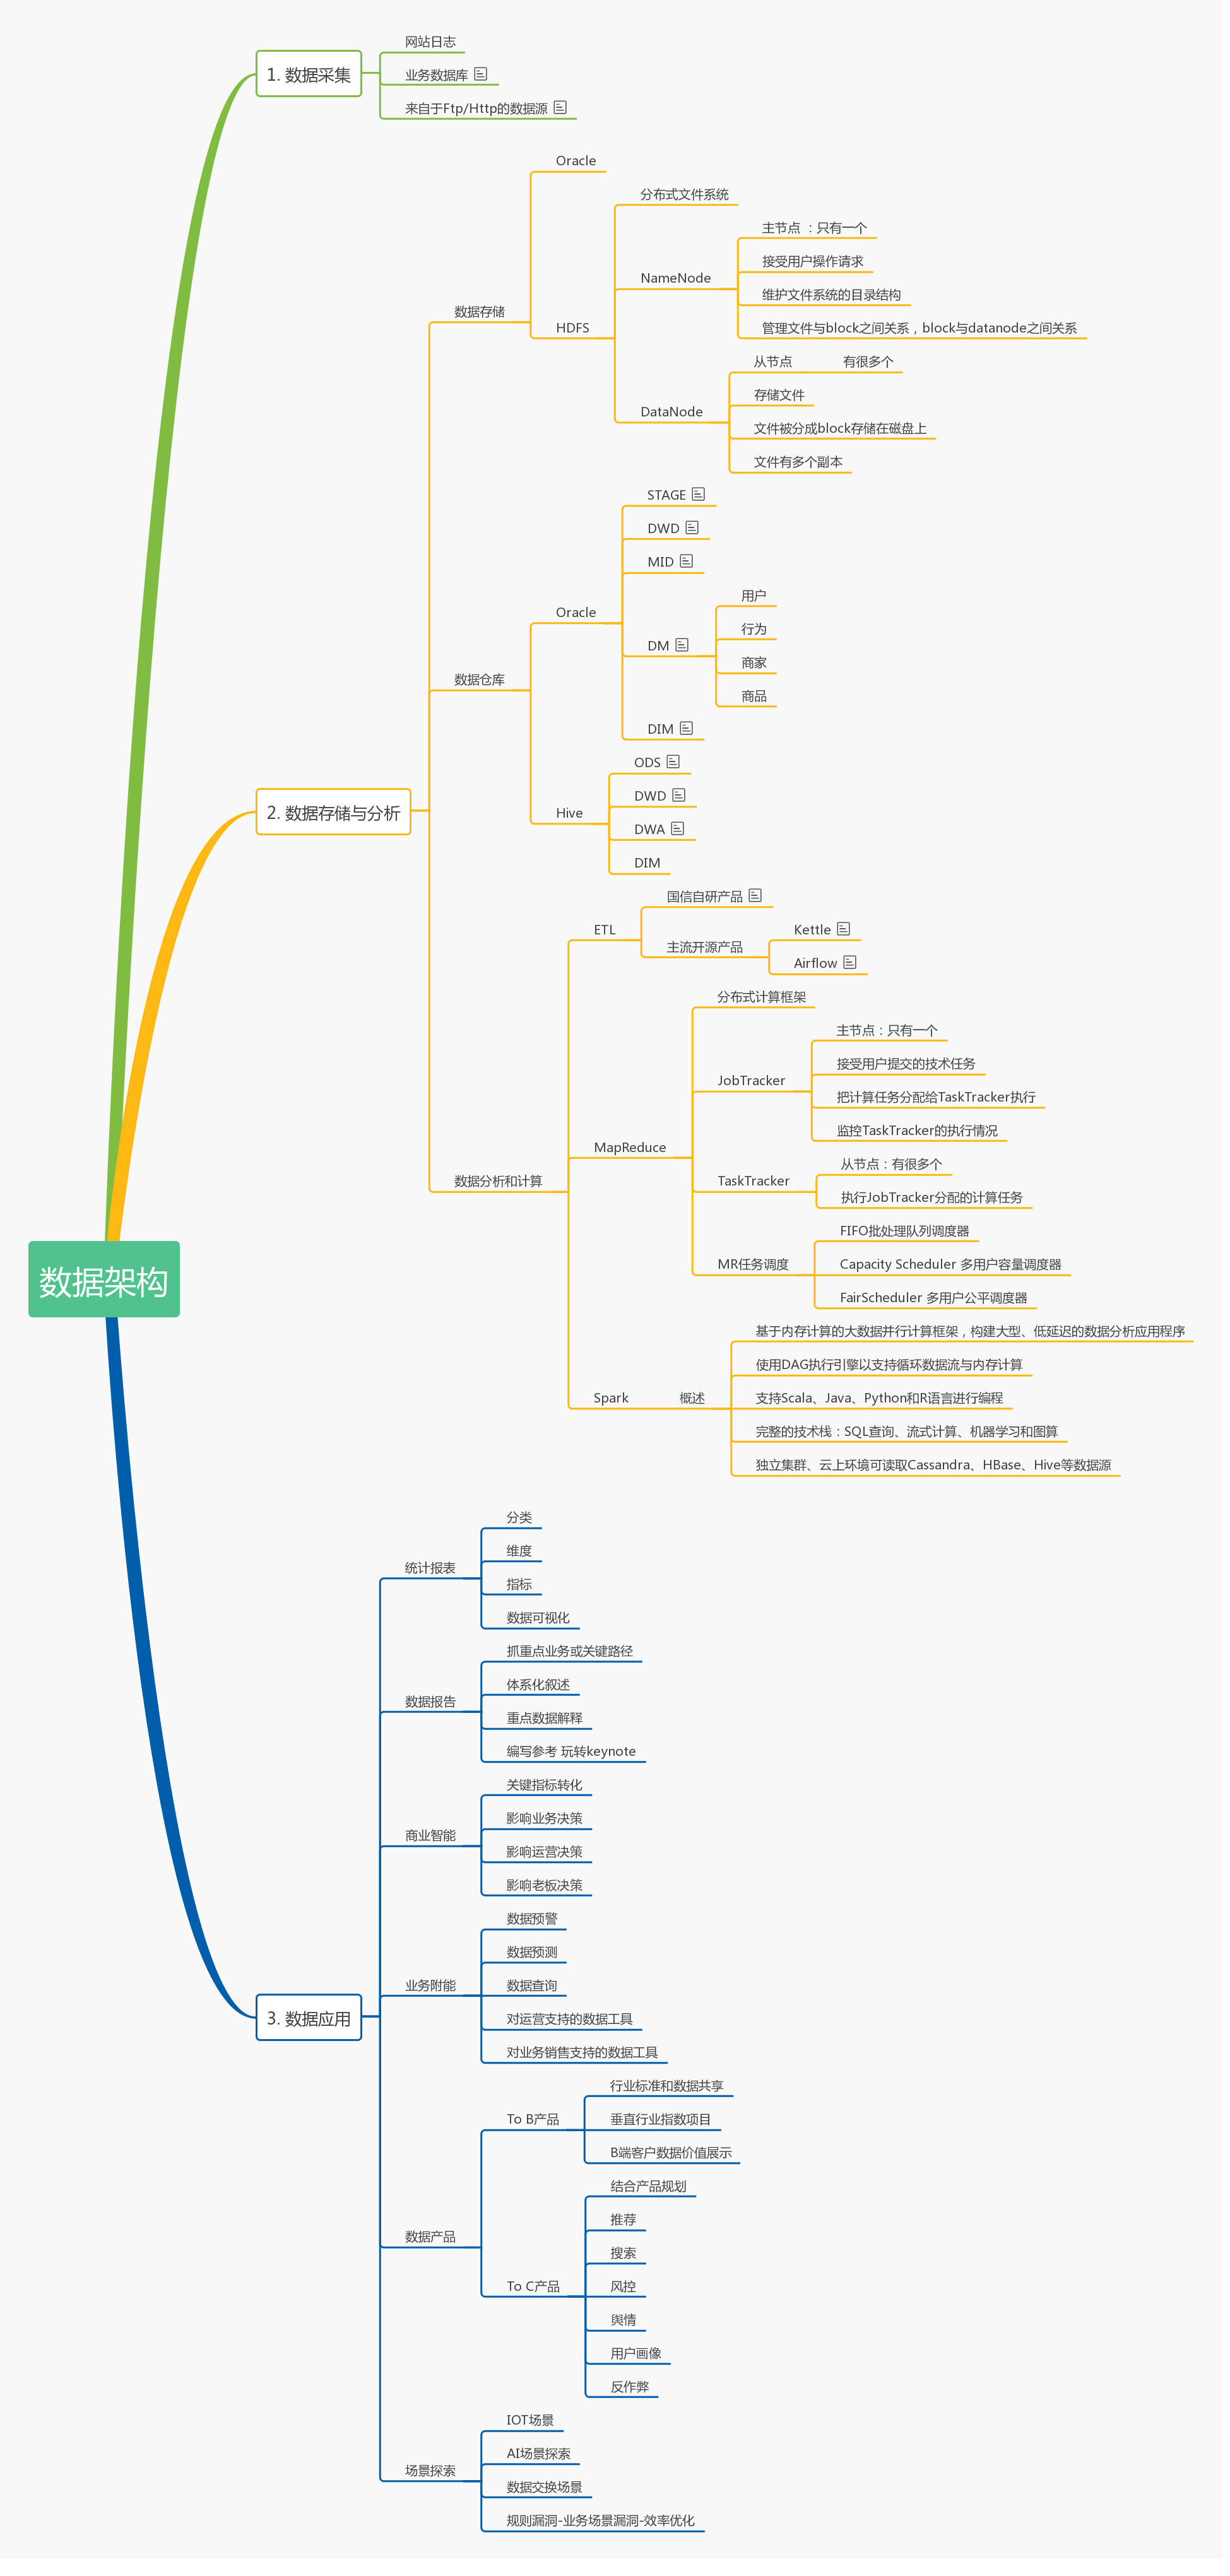 数据架构
1. 数据采集
网站日志
业务数据库
来自于Ftp/Http的数据源
2. 数据存储与分析
数据存储
Oracle
HDFS
分布式文件系统
NameNode
主节点 ：只有一个
接受用户操作请求
维护文件系统的目录结构
管理文件与block之间关系，block与datanode之间关系
DataNode
从节点
有很多个
存储文件
文件被分成block存储在磁盘上
文件有多个副本
数据仓库
Oracle
STAGE
DWD
MID
DM
用户
行为
商家
商品
DIM
Hive
ODS
DWD
DWA
DIM
数据分析和计算
ETL
国信自研产品
主流开源产品
Kettle
Airflow
MapReduce
分布式计算框架
JobTracker
主节点：只有一个
接受用户提交的技术任务
把计算任务分配给TaskTracker执行
监控TaskTracker的执行情况
TaskTracker
从节点：有很多个
执行JobTracker分配的计算任务
MR任务调度
FIFO批处理队列调度器
Capacity Scheduler 多用户容量调度器
FairScheduler 多用户公平调度器
Spark
概述
基于内存计算的大数据并行计算框架，构建大型、低延迟的数据分析应用程序
使用DAG执行引擎以支持循环数据流与内存计算
支持Scala、Java、Python和R语言进行编程
完整的技术栈：SQL查询、流式计算、机器学习和图算
独立集群、云上环境可读取Cassandra、HBase、Hive等数据源
3. 数据应用
统计报表
分类
维度
指标
数据可视化
数据报告
抓重点业务或关键路径
体系化叙述
重点数据解释
编写参考 玩转keynote
商业智能
关键指标转化
影响业务决策
影响运营决策
影响老板决策
业务附能
数据预警
数据预测
数据查询
对运营支持的数据工具
对业务销售支持的数据工具
数据产品
To B产品
行业标准和数据共享
垂直行业指数项目
B端客户数据价值展示
To C产品
结合产品规划
推荐
搜索
风控
舆情
用户画像
反作弊
场景探索
IOT场景
AI场景探索
数据交换场景
规则漏洞-业务场景漏洞-效率优化